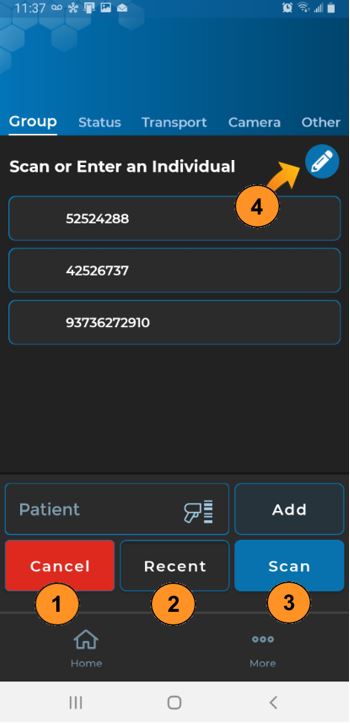 11:37
Group Status Transport Camera Other
Scan or Enter an Individual
4
52524288
42526737
93736272910
Patient Add
Cancel Recent Scan
1 2 3
Home More